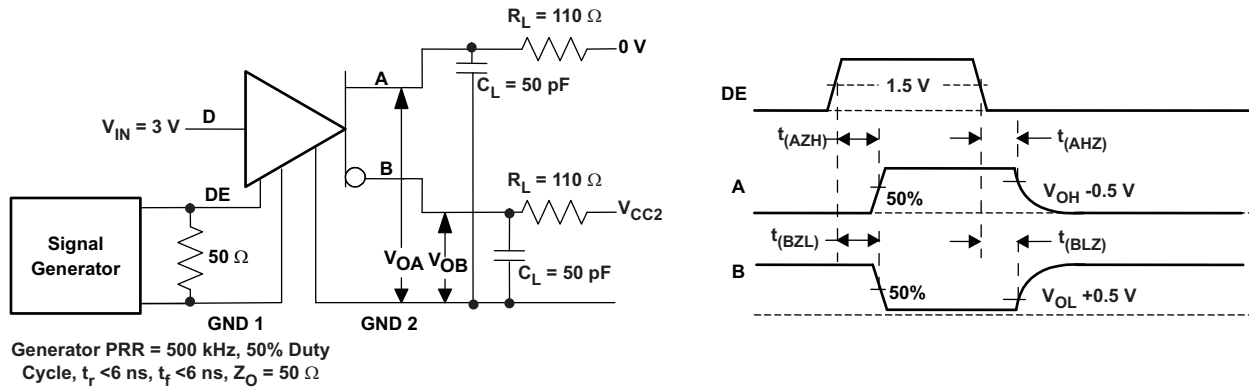 R_L = 110 Ω
0 V
A
C_L = 50 pF
V_IN = 3 V
D
B
R_L = 110 Ω
DE
V_CC2
Signal
Generator
50 Ω
V_OA
V_OB
C_L = 50 pF
GND 1
GND 2
Generator PRR = 500 kHz, 50% Duty
Cycle, t_r <6 ns, t_f <6 ns, Z_O = 50 Ω
DE
1.5 V
t_(AZH)
t_(AHZ)
A
50%
V_OH -0.5 V
t_(BZL)
t_(BLZ)
B
50%
V_OL +0.5 V